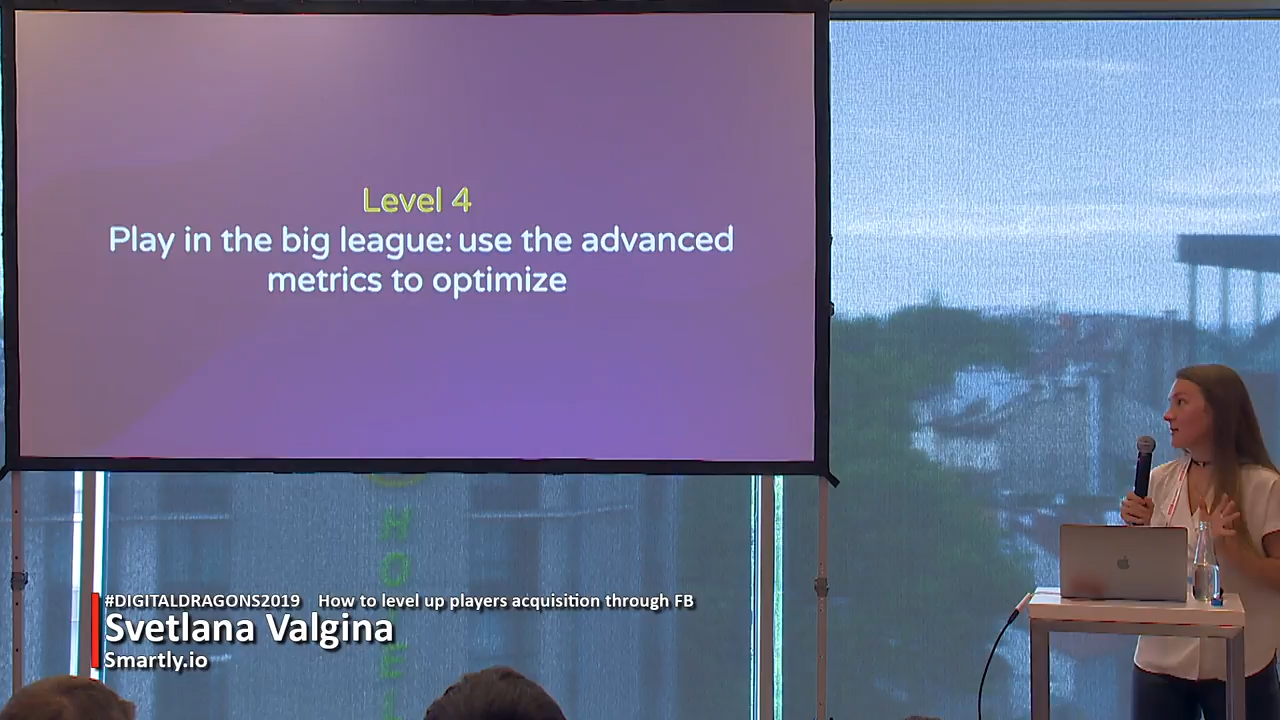 Level 4
Play in the big league: use the advanced
metrics to optimize
#DIGITALDRAGONS2019 How to level up players acquisition through FB
Svetlana Valgina
Smartly.io